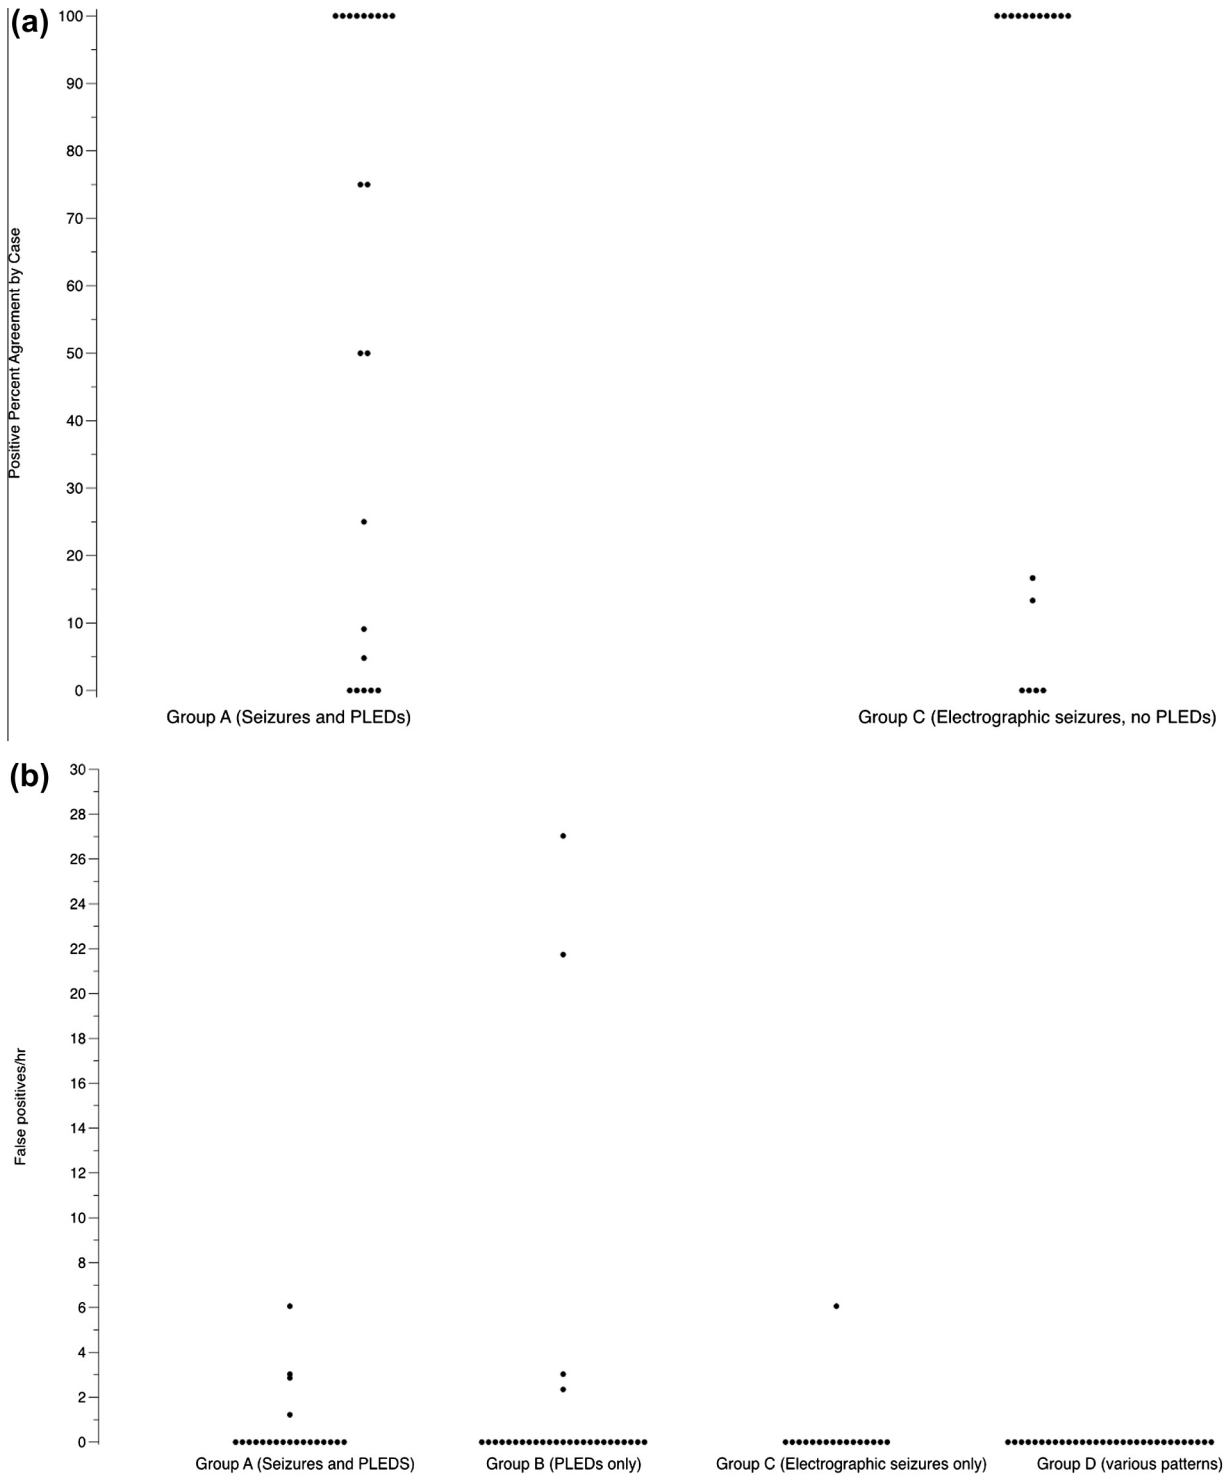 (a)
100
90
80
70
60
50
40
30
20
10
0
Positive Percent Agreement by Case
Group A (Seizures and PLEDs)
Group C (Electrographic seizures, no PLEDs)
(b)
30
28
26
24
22
20
18
16
14
12
10
8
6
4
2
0
False positives/hr
Group A (Seizures and PLEDS)
Group B (PLEDs only)
Group C (Electrographic seizures only)
Group D (various patterns)